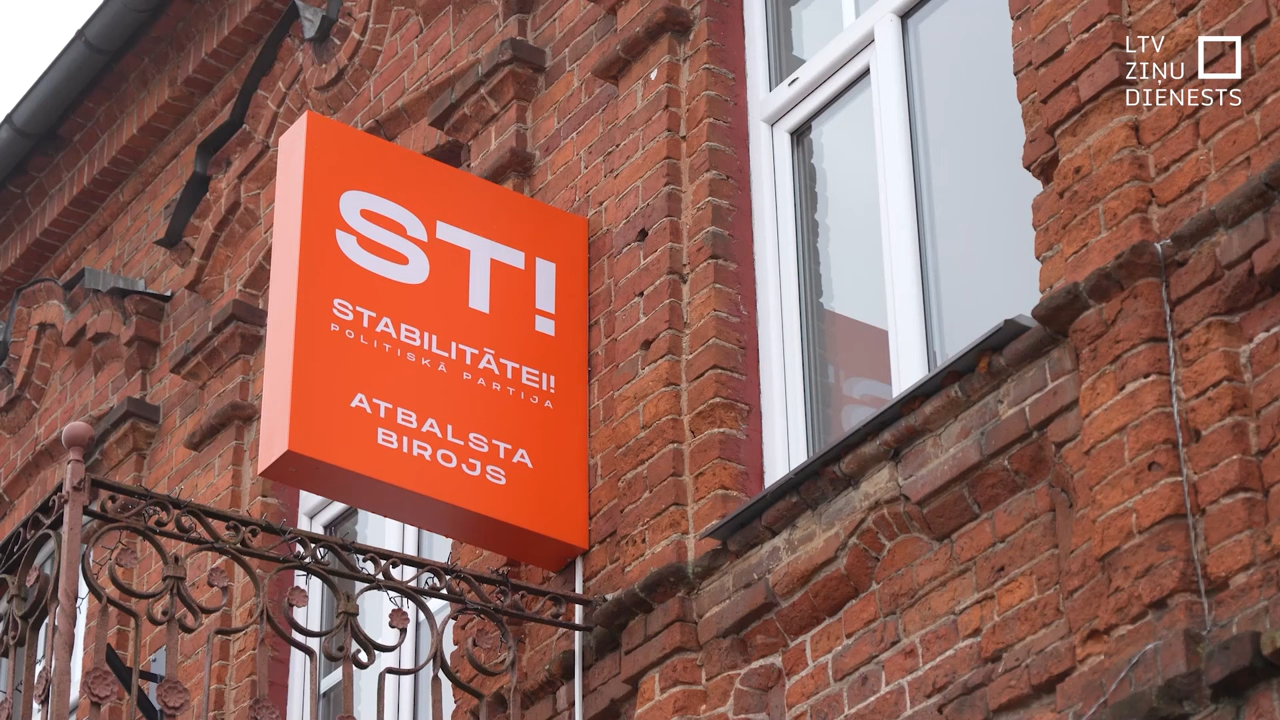 ST!
STABILITĀTEI!
POLITISKĀ PARTIJA
ATBALSTA
BIROJS
LTV
ZIŅU
DIENESTS